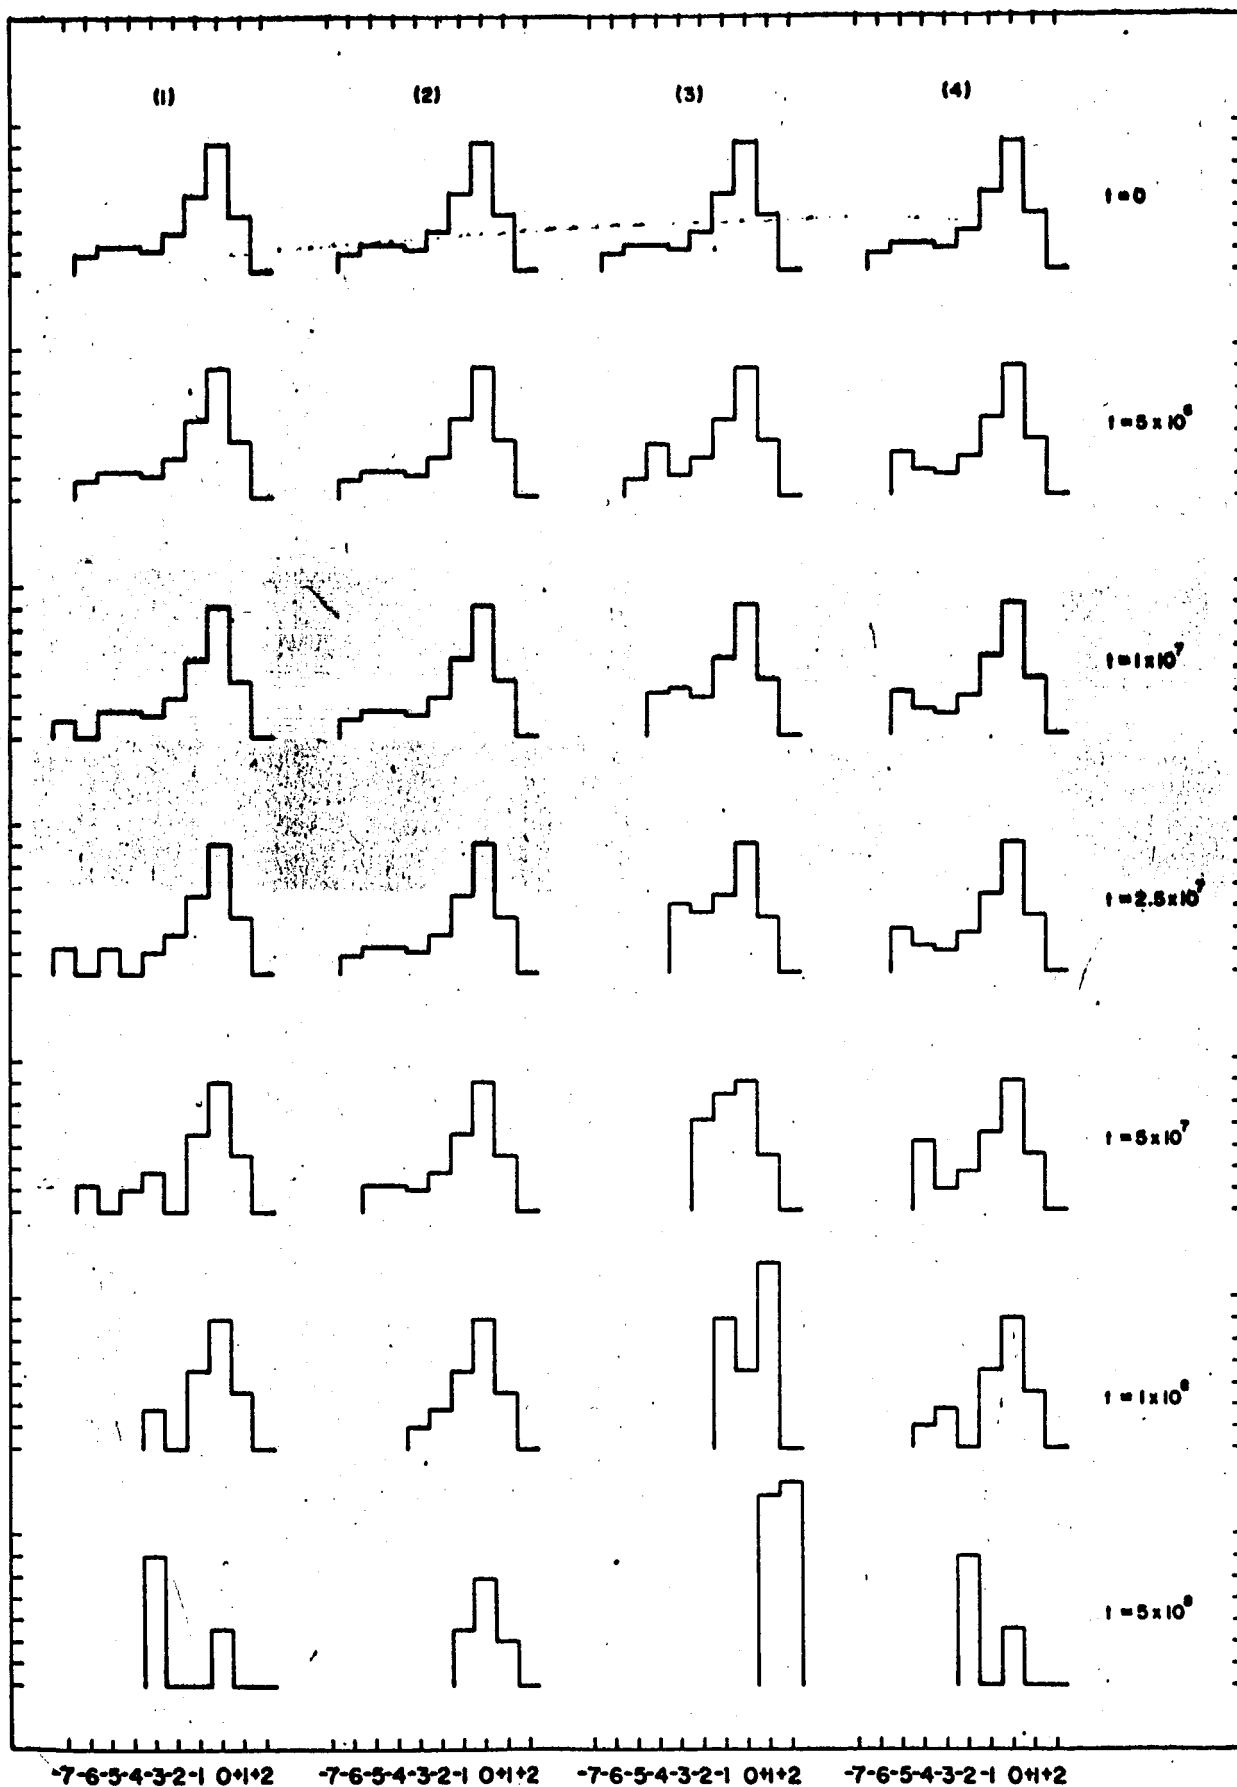 (1) (2) (3) (4)
t = 0
t = 5 x 10⁶
t = 1 x 10⁷
t = 2.5 x 10⁷
t = 5 x 10⁷
t = 1 x 10⁸
t = 5 x 10⁸
-7-6-5-4-3-2-1 0+1+2 -7-6-5-4-3-2-1 0+1+2 -7-6-5-4-3-2-1 0+1+2 -7-6-5-4-3-2-1 0+1+2